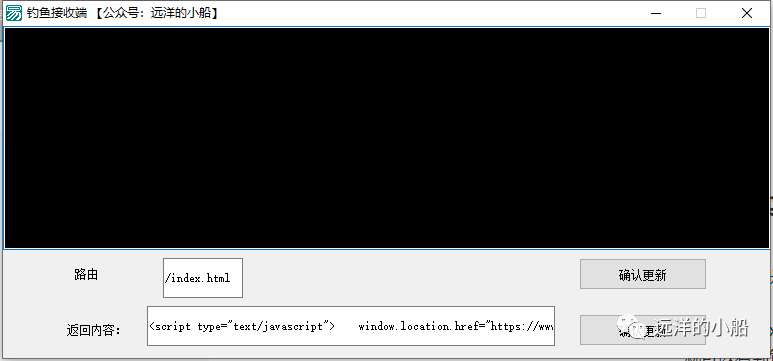 钓鱼接收端 【公众号：远洋的小船】
路由
/index.html
确认更新
返回内容：
<script type="text/javascript">    window.location.href="https://www
确认更新
远洋的小船